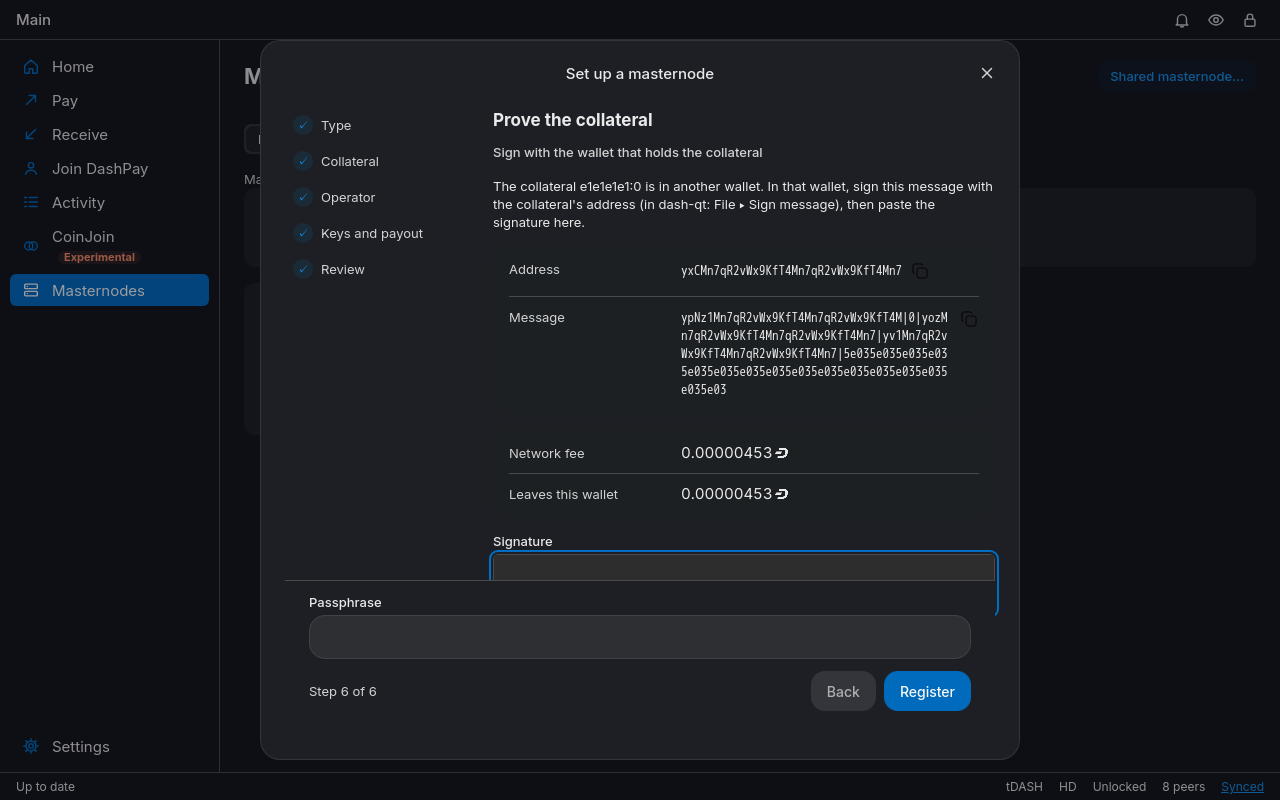 Main
Home
Pay
Receive
Join DashPay
Activity
CoinJoin
Experimental
Masternodes
Settings
Shared masternode...
Set up a masternode
Type
Collateral
Operator
Keys and payout
Review
Prove the collateral
Sign with the wallet that holds the collateral
The collateral e1e1e1e1:0 is in another wallet. In that wallet, sign this message with
the collateral's address (in dash-qt: File ▸ Sign message), then paste the
signature here.
Address
yxCMn7qR2vWx9KfT4Mn7qR2vWx9KfT4Mn7
Message
ypNz1Mn7qR2vWx9KfT4Mn7qR2vWx9KfT4M|0|yozM
n7qR2vWx9KfT4Mn7qR2vWx9KfT4Mn7|yv1Mn7qR2v
Wx9KfT4Mn7qR2vWx9KfT4Mn7|5e035e035e035e03
5e035e035e035e035e035e035e035e035e035e035
e035e03
Network fee
0.00000453
Leaves this wallet
0.00000453
Signature
Passphrase
Step 6 of 6
Back
Register
Up to date
tDASH
HD
Unlocked
8 peers
Synced